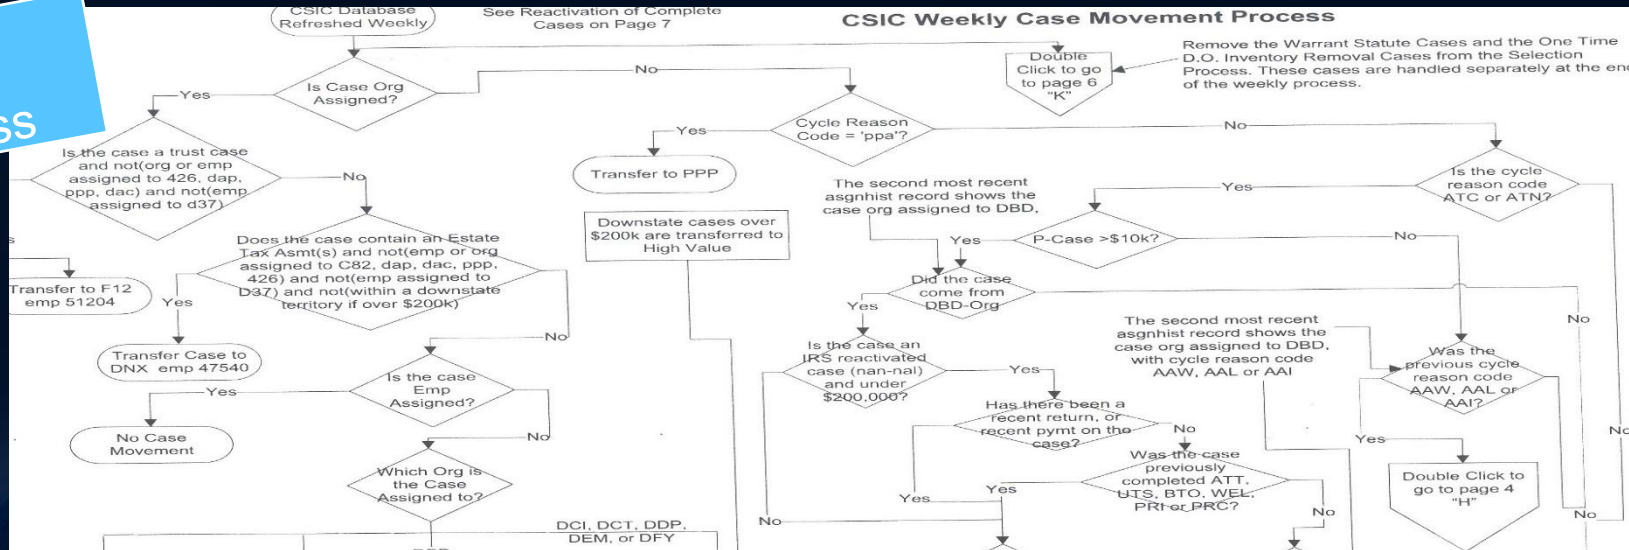 ss
CSIC Database
Refreshed Weekly
See Reactivation of Complete
Cases on Page 7
CSIC Weekly Case Movement Process
Double
Click to go
to page 6
"K"
Remove the Warrant Statute Cases and the One Time
D.O. Inventory Removal Cases from the Selection
Process. These cases are handled separately at the end
of the weekly process.
Is Case Org
Assigned?
Yes
No
Is the case a trust case
and not(org or emp
assigned to 426, dap,
ppp, dac) and not(emp
assigned to d37)
No
Cycle Reason
Code = 'ppa'?
Yes
No
Transfer to PPP
Is the cycle
reason code
ATC or ATN?
Yes
No
The second most recent
asgnhist record shows the
case org assigned to DBD,
P-Case >$10k?
Yes
No
Downstate cases over
$200k are transferred to
High Value
Does the case contain an Estate
Tax Asmt(s) and not(emp or org
assigned to C82, dap, dac, ppp,
426) and not(emp assigned to
D37) and not(within a downstate
territory if over $200k)
s
Transfer to F12
emp 51204
Yes
No
Transfer Case to
DNX emp 47540
Is the case
Emp
Assigned?
Yes
No
No Case
Movement
Which Org is
the Case
Assigned to?
DCI, DCT, DDP,
DEM, or DFY
Did the case
come from
DBD-Org
Yes
No
Is the case an
IRS reactivated
case (nan-nal)
and under
$200,000?
Yes
No
The second most recent
asgnhist record shows the
case org assigned to DBD,
with cycle reason code
AAW, AAL or AAI
Was the
previous cycle
reason code
AAW, AAL or
AAI?
Yes
No
Has there been a
recent return, or
recent pymt on the
case?
Yes
No
Was the case
previously
completed ATT,
UTS, BTO, WEL,
PRI or PRC?
Yes
No
Double Click to
go to page 4
"H"